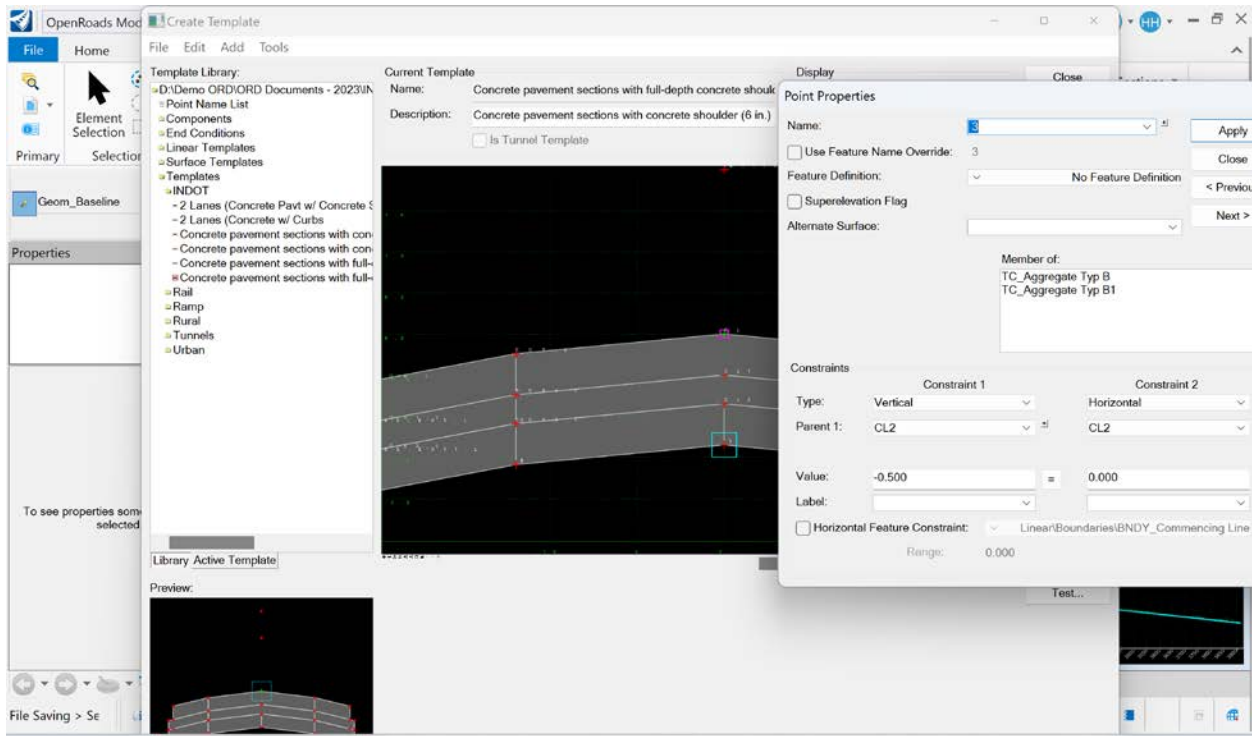 OpenRoads Mod
HH
File
Home
Element
Selection
Primary
Selection
Geom_Baseline
Properties
To see properties som
selected
File Saving > Se
Create Template
File Edit Add Tools
Template Library:
D:\Demo ORD\ORD Documents - 2023\IN
Point Name List
Components
End Conditions
Linear Templates
Surface Templates
Templates
INDOT
2 Lanes (Concrete Pavt w/ Concrete S
2 Lanes (Concrete w/ Curbs
Concrete pavement sections with con
Concrete pavement sections with con
Concrete pavement sections with full-
Concrete pavement sections with full-
Rail
Ramp
Rural
Tunnels
Urban
Library Active Template
Preview:
Current Template
Name: Concrete pavement sections with full-depth concrete should
Description: Concrete pavement sections with concrete shoulder (6 in.)
Is Tunnel Template
Display
Close
Test...
Point Properties
Name: 3
Apply
Use Feature Name Override: 3
Close
Feature Definition: No Feature Definition
< Previou
Superelevation Flag
Next >
Alternate Surface:
Member of:
TC_Aggregate Typ B
TC_Aggregate Typ B1
Constraints
Constraint 1 Constraint 2
Type: Vertical Horizontal
Parent 1: CL2 CL2
Value: -0.500 = 0.000
Label:
Horizontal Feature Constraint: Linear\Boundaries\BNDY_Commencing Line
Range: 0.000